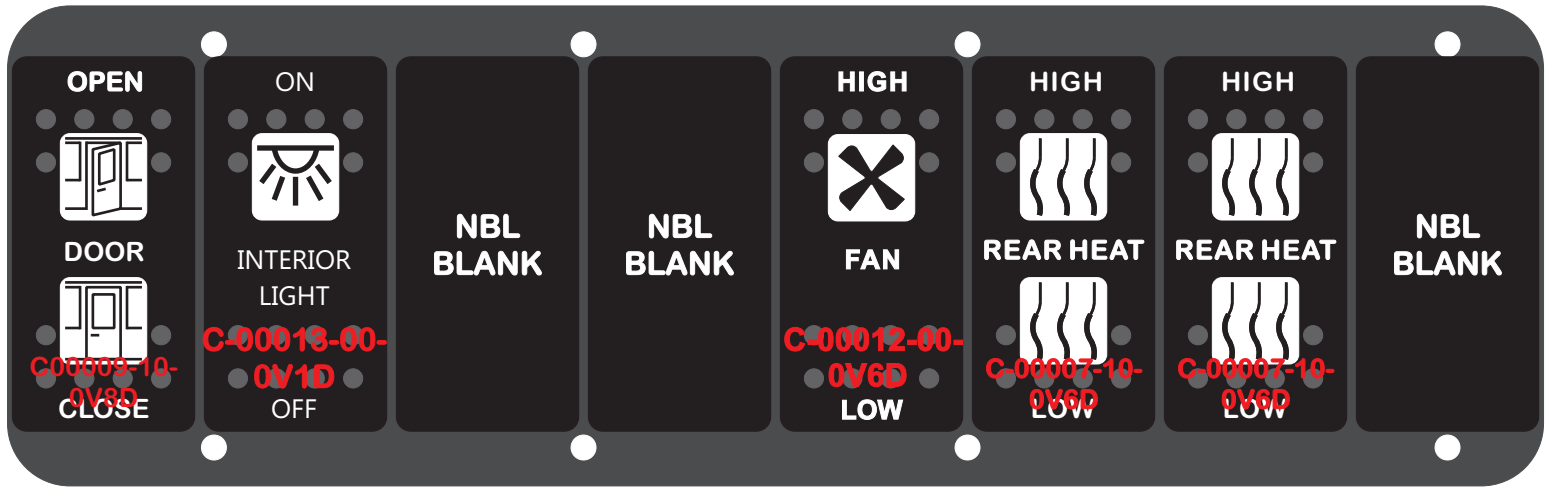 OPEN
DOOR
C00009-10-
0V8D
CLOSE
ON
INTERIOR
LIGHT
C-00013-00-
0V1D
OFF
NBL
BLANK
NBL
BLANK
HIGH
FAN
C-00012-00-
0V6D
LOW
HIGH
REAR HEAT
C-00007-10-
0V6D
LOW
HIGH
REAR HEAT
C-00007-10-
0V6D
LOW
NBL
BLANK